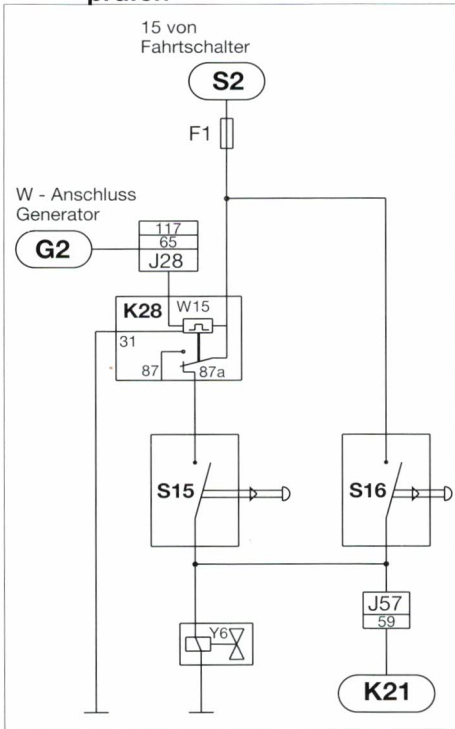 prüfen
15 von
Fahrtschalter
S2
F1
W - Anschluss
Generator
G2
117
65
J28
K28 W15
31
87 87a
S15
S16
Y6
J57
59
K21